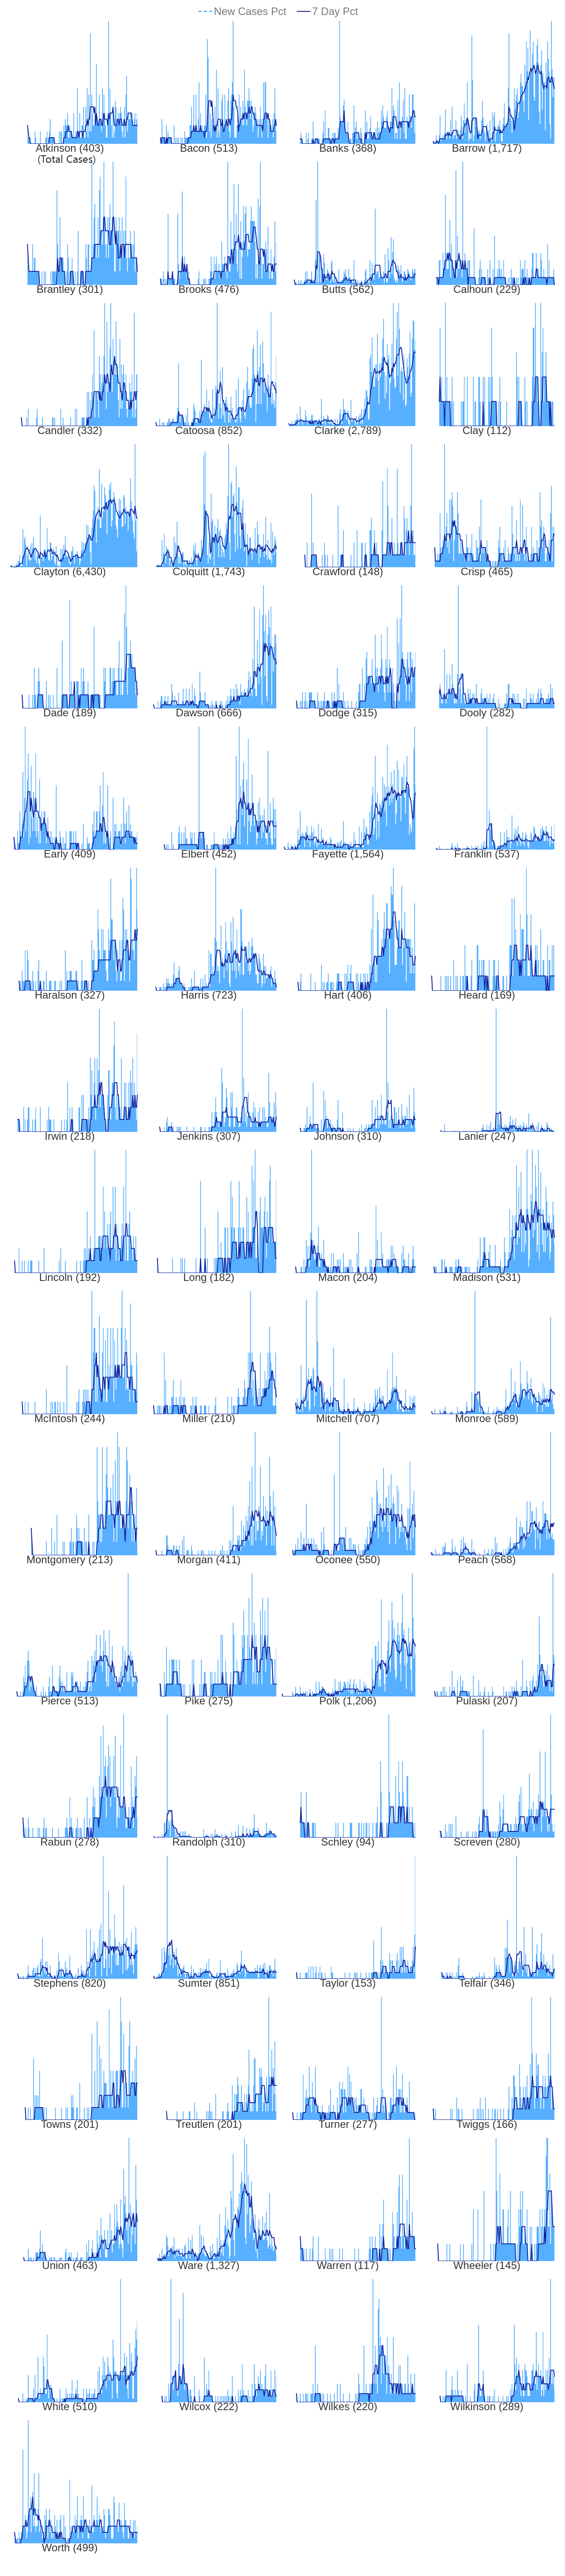 New Cases Pct 7 Day Pct
Atkinson (403) Bacon (513) Banks (368) Barrow (1,717)
(Total Cases)
Brantley (301) Brooks (476) Butts (562) Calhoun (229)
Candler (332) Catoosa (852) Clarke (2,789) Clay (112)
Clayton (6,430) Colquitt (1,743) Crawford (148) Crisp (465)
Dade (189) Dawson (666) Dodge (315) Dooly (282)
Early (409) Elbert (452) Fayette (1,564) Franklin (537)
Haralson (327) Harris (723) Hart (406) Heard (169)
Irwin (218) Jenkins (307) Johnson (310) Lanier (247)
Lincoln (192) Long (182) Macon (204) Madison (531)
McIntosh (244) Miller (210) Mitchell (707) Monroe (589)
Montgomery (213) Morgan (411) Oconee (550) Peach (568)
Pierce (513) Pike (275) Polk (1,206) Pulaski (207)
Rabun (278) Randolph (310) Schley (94) Screven (280)
Stephens (820) Sumter (851) Taylor (153) Telfair (346)
Towns (201) Treutlen (201) Turner (277) Twiggs (166)
Union (463) Ware (1,327) Warren (117) Wheeler (145)
White (510) Wilcox (222) Wilkes (220) Wilkinson (289)
Worth (499)